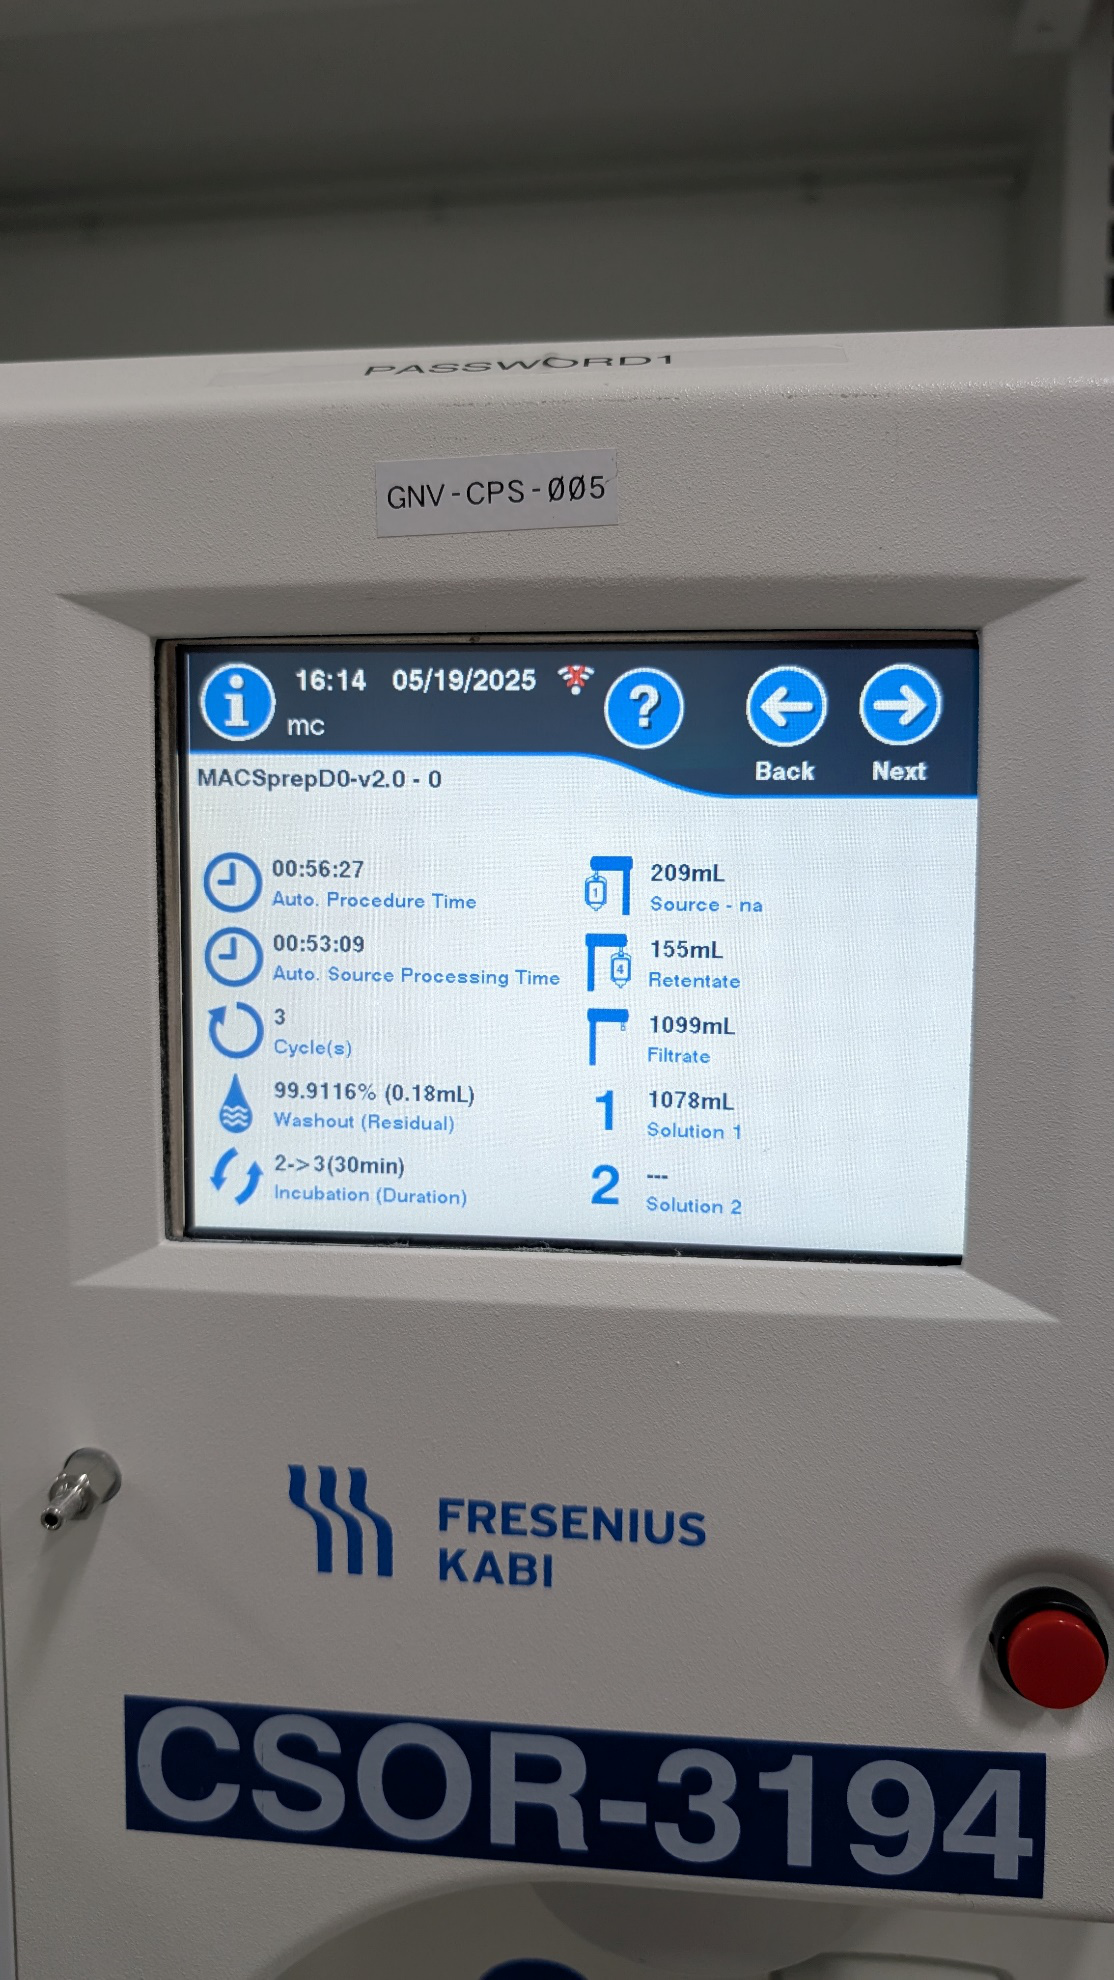 PASSWORD1
GNV-CPS-005
16:14 05/19/2025
mc
?
Back Next
MACSprepD0-v2.0 - 0
00:56:27
Auto. Procedure Time
00:53:09
Auto. Source Processing Time
3
Cycle(s)
99.9116% (0.18mL)
Washout (Residual)
2->3(30min)
Incubation (Duration)
1
209mL
Source - na
4
155mL
Retentate
1099mL
Filtrate
1
1078mL
Solution 1
2
---
Solution 2
FRESENIUS
KABI
CSOR-3194